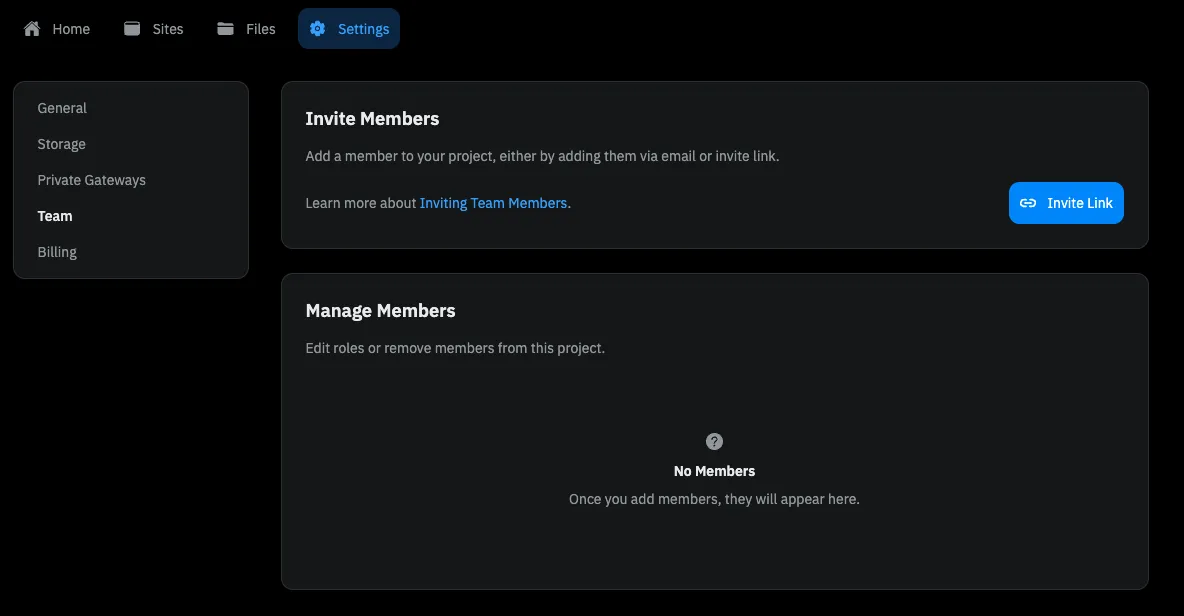 Home Sites Files Settings
General
Storage
Private Gateways
Team
Billing
Invite Members
Add a member to your project, either by adding them via email or invite link.
Learn more about Inviting Team Members.
Invite Link
Manage Members
Edit roles or remove members from this project.
?
No Members
Once you add members, they will appear here.